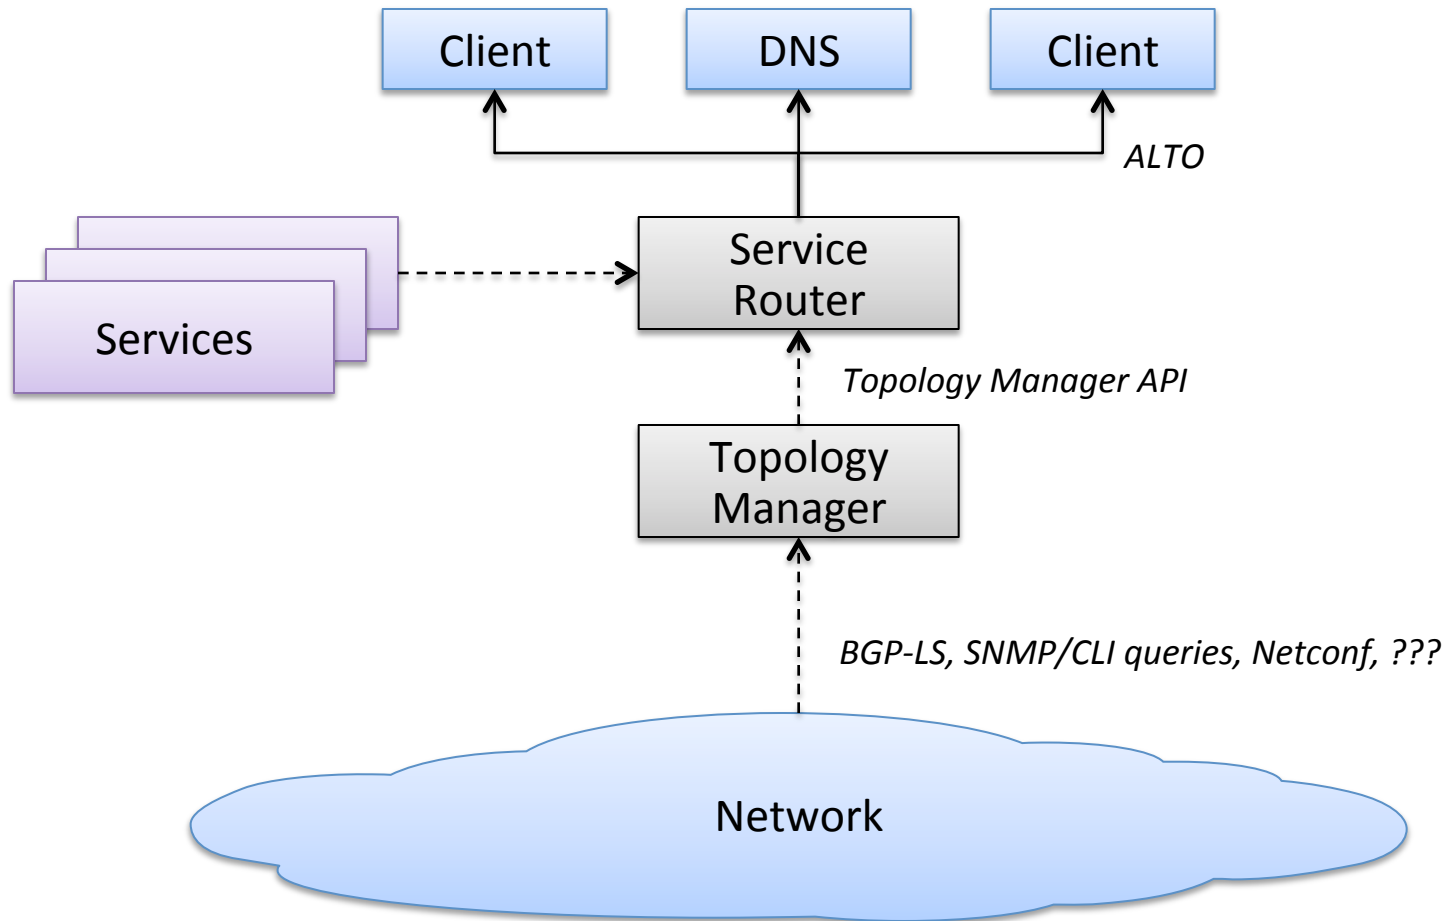 Client
DNS
Client
ALTO
Service
Router
Services
Topology Manager API
Topology
Manager
BGP-LS, SNMP/CLI queries, Netconf, ???
Network